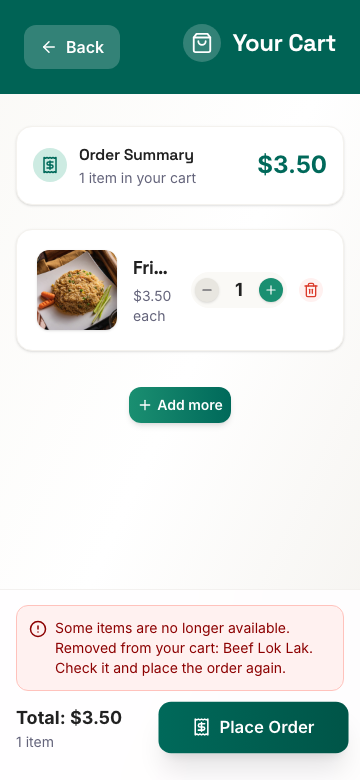 Back
Your Cart
Order Summary
1 item in your cart
$3.50
Fri...
$3.50
each
1
Add more
Some items are no longer available.
Removed from your cart: Beef Lok Lak.
Check it and place the order again.
Total: $3.50
1 item
Place Order